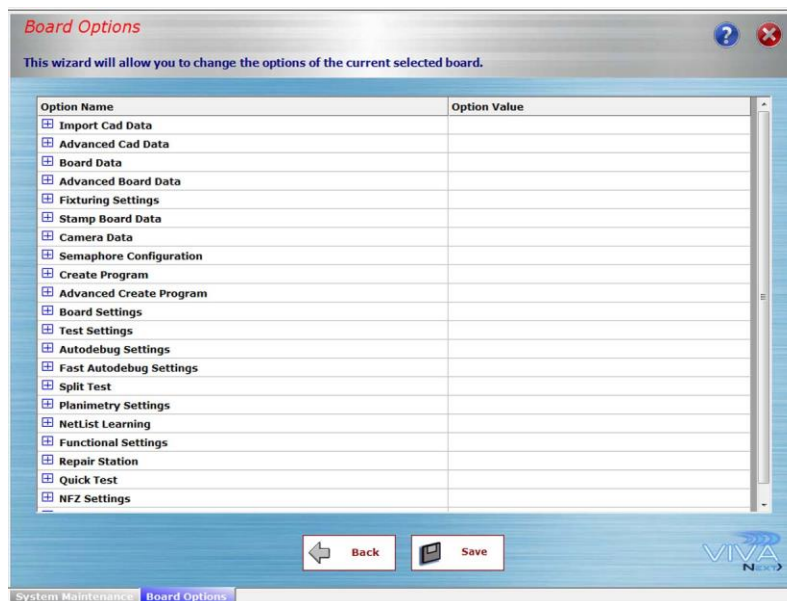 Board Options
This wizard will allow you to change the options of the current selected board.
Option Name Option Value
Import Cad Data
Advanced Cad Data
Board Data
Advanced Board Data
Fixturing Settings
Stamp Board Data
Camera Data
Semaphore Configuration
Create Program
Advanced Create Program
Board Settings
Test Settings
Autodebug Settings
Fast Autodebug Settings
Split Test
Planimetry Settings
NetList Learning
Functional Settings
Repair Station
Quick Test
NFZ Settings
Back Save
VIVA
NEXT
System Maintenance Board Options